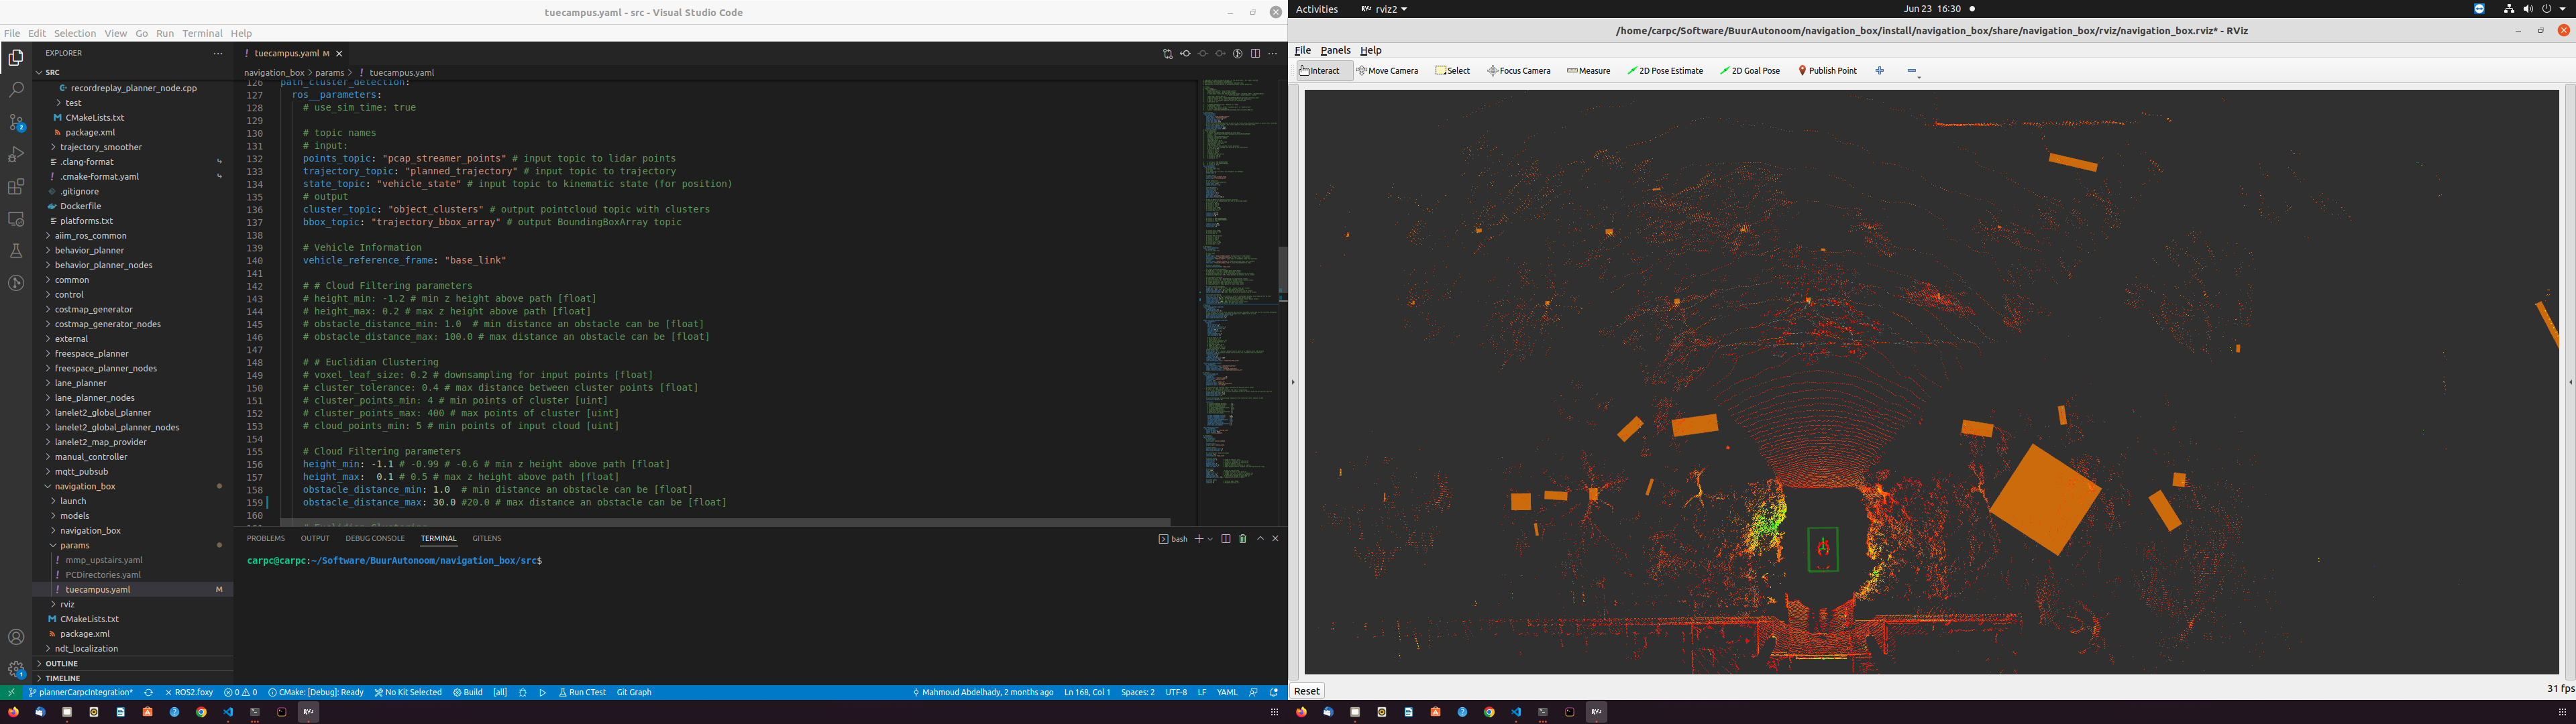 tuecampus.yaml - src - Visual Studio Code
File Edit Selection View Go Run Terminal Help
EXPLORER
SRC
recordreplay_planner_node.cpp
test
CMakeLists.txt
package.xml
trajectory_smoother
.clang-format
.cmake-format.yaml
.gitignore
Dockerfile
platforms.txt
aiim_ros_common
behavior_planner
behavior_planner_nodes
common
control
costmap_generator
costmap_generator_nodes
external
freespace_planner
freespace_planner_nodes
lane_planner
lane_planner_nodes
lanelet2_global_planner
lanelet2_global_planner_nodes
lanelet2_map_provider
manual_controller
mqtt_pubsub
navigation_box
launch
models
navigation_box
params
mmp_upstairs.yaml
PCDirectories.yaml
tuecampus.yaml M
rviz
CMakeLists.txt
package.xml
ndt_localization
OUTLINE
TIMELINE
! tuecampus.yaml M
navigation_box > params > ! tuecampus.yaml
126 path_cluster_detection:
127 ros__parameters:
128 # use_sim_time: true
129
130 # topic names
131 # input:
132 points_topic: "pcap_streamer_points" # input topic to lidar points
133 trajectory_topic: "planned_trajectory" # input topic to trajectory
134 state_topic: "vehicle_state" # input topic to kinematic state (for position)
135 # output
136 cluster_topic: "object_clusters" # output pointcloud topic with clusters
137 bbox_topic: "trajectory_bbox_array" # output BoundingBoxArray topic
138
139 # Vehicle Information
140 vehicle_reference_frame: "base_link"
141
142 # # Cloud Filtering parameters
143 # height_min: -1.2 # min z height above path [float]
144 # height_max: 0.2 # max z height above path [float]
145 # obstacle_distance_min: 1.0 # min distance an obstacle can be [float]
146 # obstacle_distance_max: 100.0 # max distance an obstacle can be [float]
147
148 # # Euclidian Clustering
149 # voxel_leaf_size: 0.2 # downsampling for input points [float]
150 # cluster_tolerance: 0.4 # max distance between cluster points [float]
151 # cluster_points_min: 4 # min points of cluster [uint]
152 # cluster_points_max: 400 # max points of cluster [uint]
153 # cloud_points_min: 5 # min points of input cloud [uint]
154
155 # Cloud Filtering parameters
156 height_min: -1.1 # -0.99 # -0.6 # min z height above path [float]
157 height_max: 0.1 # 0.5 # max z height above path [float]
158 obstacle_distance_min: 1.0 # min distance an obstacle can be [float]
159 obstacle_distance_max: 30.0 #20.0 # max distance an obstacle can be [float]
160
PROBLEMS OUTPUT DEBUG CONSOLE TERMINAL GITLENS
bash
carpc@carpc:~/Software/BuurAutonoom/navigation_box/src$
plannerCarpcIntegration* ROS2.foxy 0 0 CMake: [Debug]: Ready No Kit Selected Build [all] Run CTest Git Graph Mahmoud Abdelhady, 2 months ago Ln 168, Col 1 Spaces: 2 UTF-8 LF YAML
Activities rviz2 Jun 23 16:30
/home/carpc/Software/BuurAutonoom/navigation_box/install/navigation_box/share/navigation_box/rviz/navigation_box.rviz* - RViz
File Panels Help
Interact Move Camera Select Focus Camera Measure 2D Pose Estimate 2D Goal Pose Publish Point
Reset
31 fps